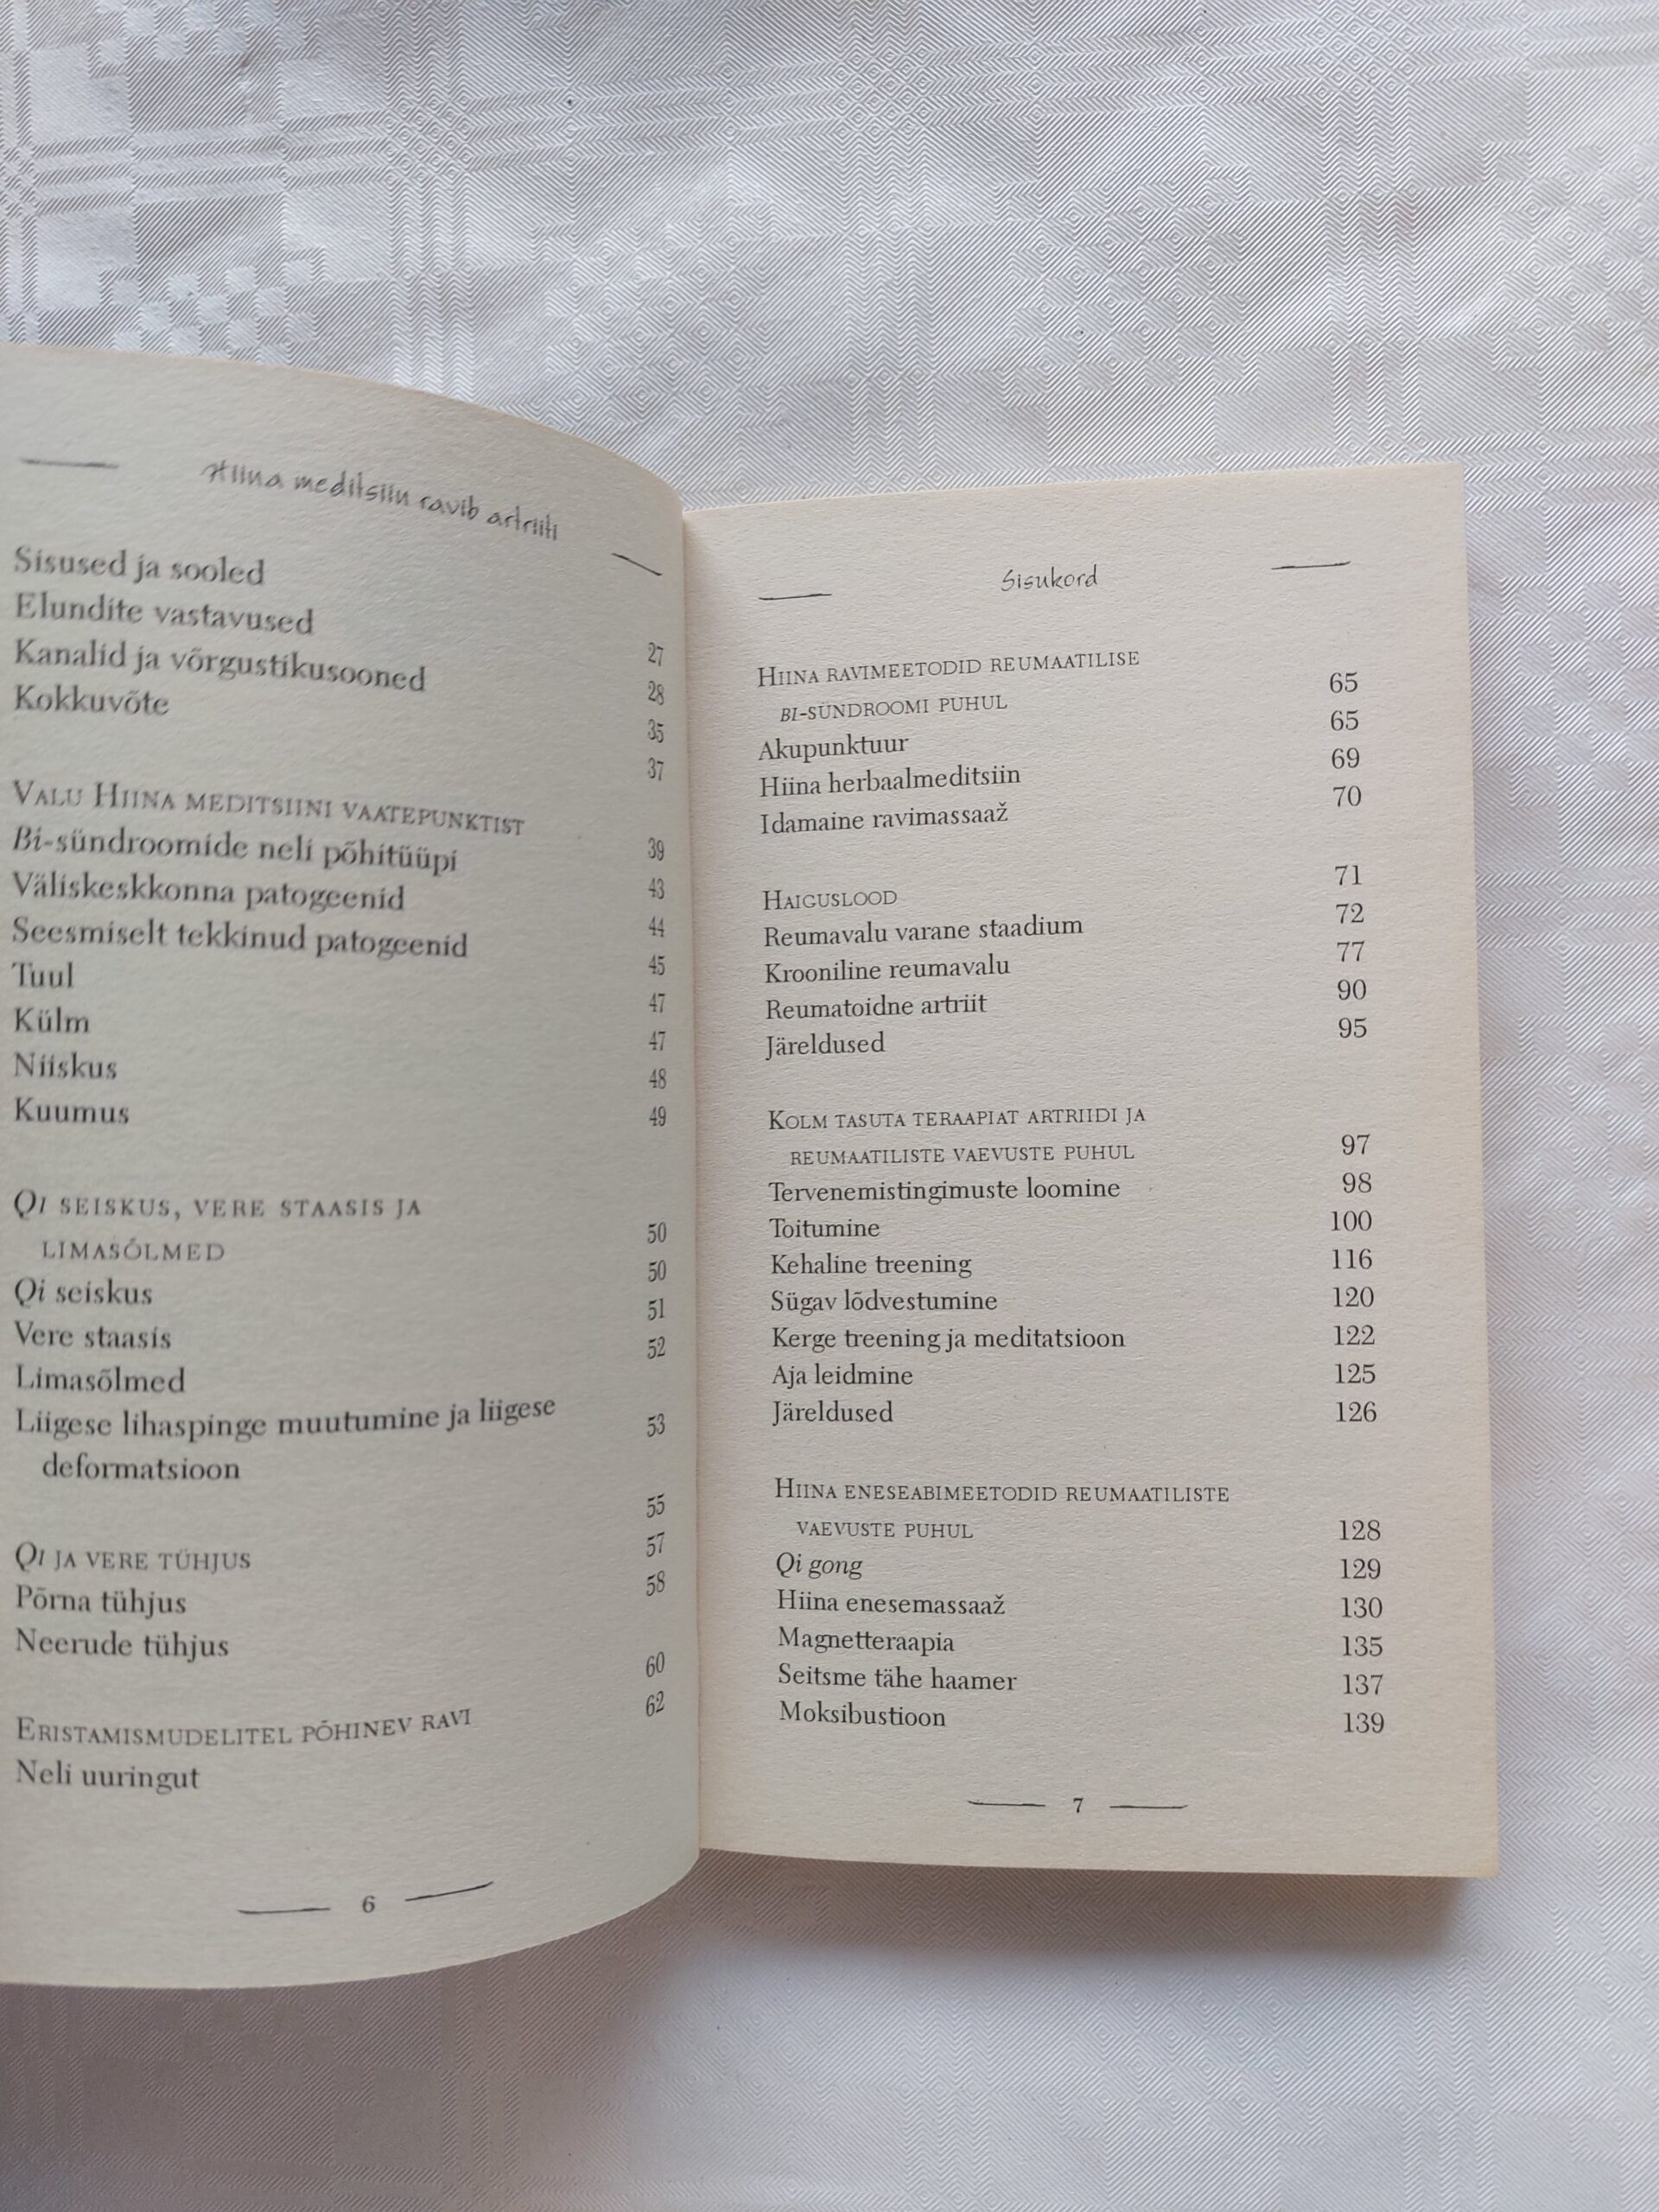 Hiina meditsiin ravib artriiti
Sisused ja sooled 27
Elundite vastavused 28
Kanalid ja võrgustikusooned 35
Kokkuvõte 37
VALU HIINA MEDITSIINI VAATEPUNKTIST 39
Bi-sündroomide neli põhitüüpi 43
Väliskeskkonna patogeenid 44
Seesmiselt tekkinud patogeenid 45
Tuul 47
Külm 47
Niiskus 48
Kuumus 49
QI SEISKUS, VERE STAASIS JA
LIMASÕLMED 50
Qi seiskus 50
Vere staasis 51
Limasõlmed 52
Liigese lihaspinge muutumine ja liigese
deformatsioon 53
QI JA VERE TÜHJUS 55
Põrna tühjus 57
Neerude tühjus 58
ERISTAMISMUDELITEL PÕHINEV RAVI 60
Neli uuringut 62
6
Sisukord
HIINA RAVIMEETODID REUMAATILISE
BI-SÜNDROOMI PUHUL 65
Akupunktuur 65
Hiina herbaalmeditsiin 69
Idamaine ravimassaaž 70
HAIGUSLOOD 71
Reumavalu varane staadium 72
Krooniline reumavalu 77
Reumatoidne artriit 90
Järeldused 95
KOLM TASUTA TERAAPIAT ARTRIIDI JA
REUMAATILISTE VAEVUSTE PUHUL 97
Tervenemistingimuste loomine 98
Toitumine 100
Kehaline treening 116
Sügav lõdvestumine 120
Kerge treening ja meditatsioon 122
Aja leidmine 125
Järeldused 126
HIINA ENESEABIMEETODID REUMAATILISTE
VAEVUSTE PUHUL 128
Qi gong 129
Hiina enesemassaaž 130
Magnetteraapia 135
Seitsme tähe haamer 137
Moksibustioon 139
7